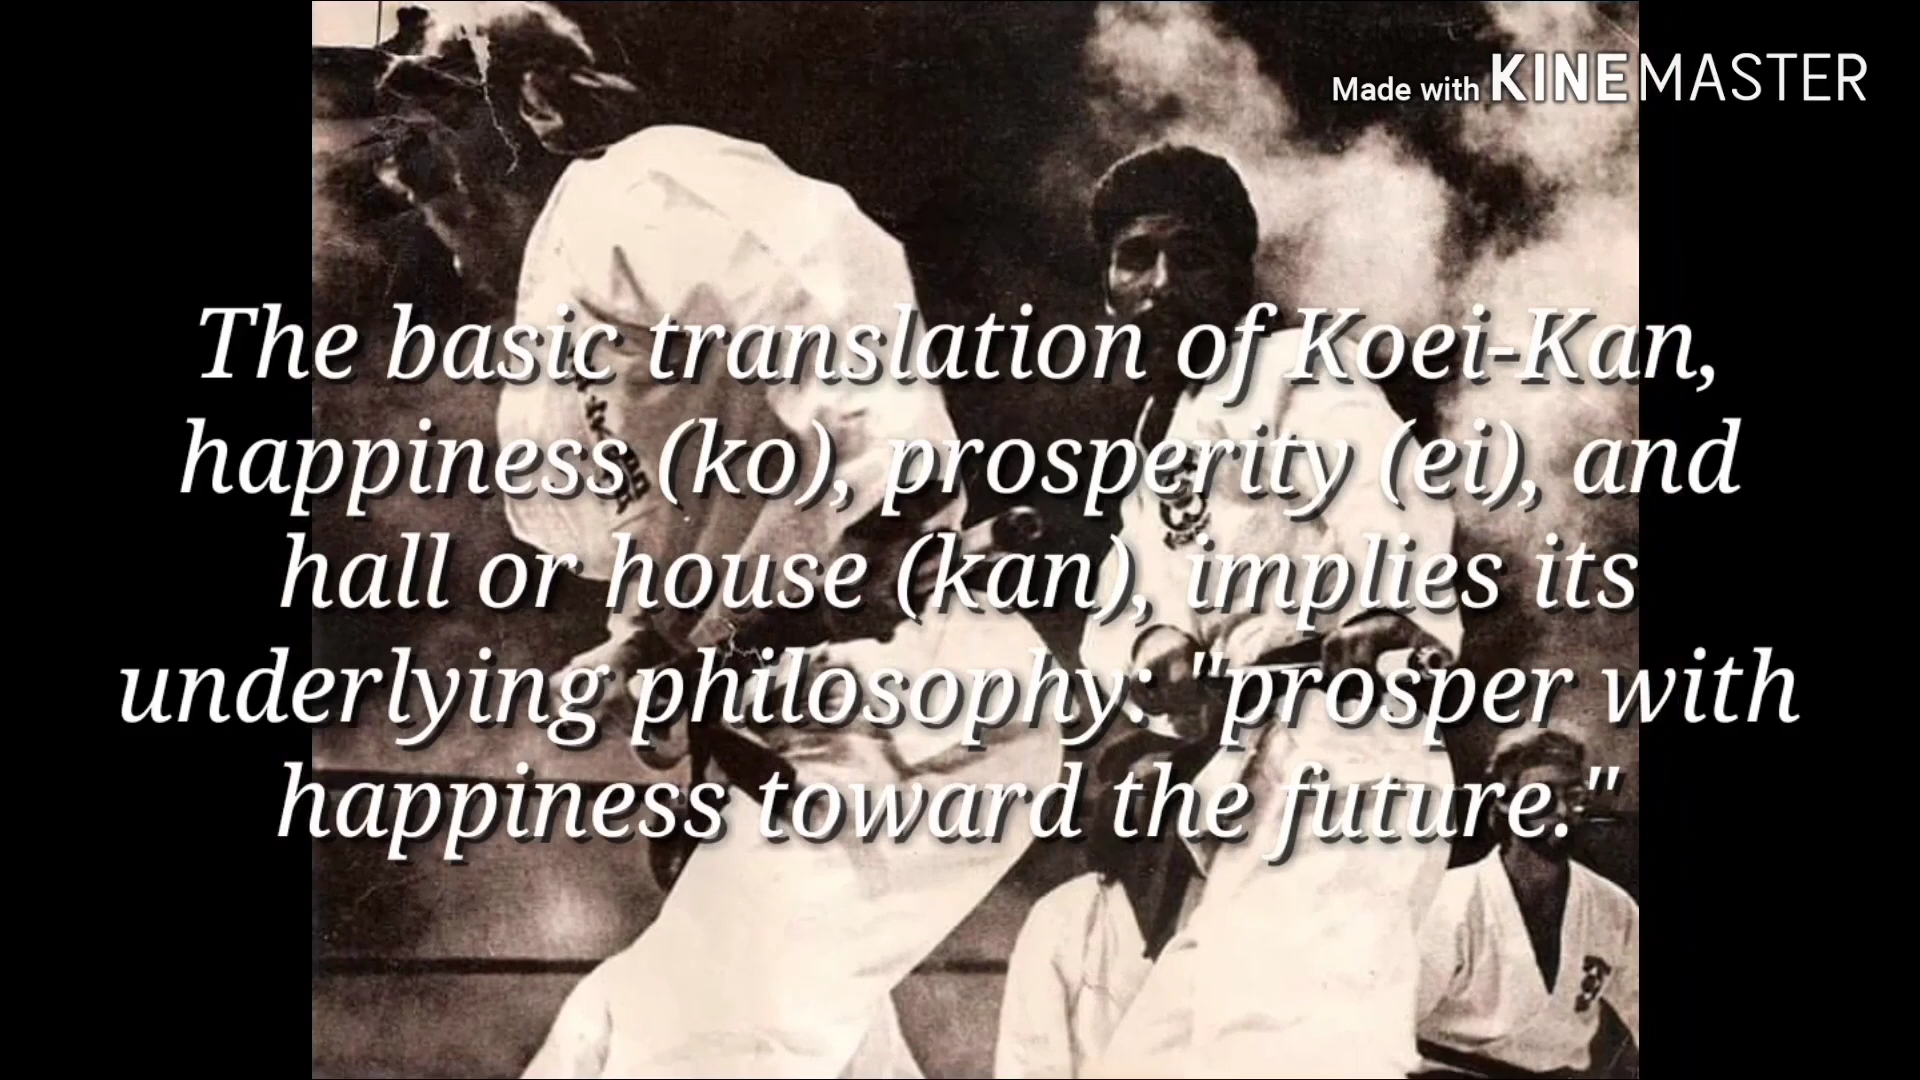 Made with KINEMASTER
The basic translation of Koei-Kan,
happiness (ko), prosperity (ei), and
hall or house (kan), implies its
underlying philosophy: "prosper with
happiness toward the future."